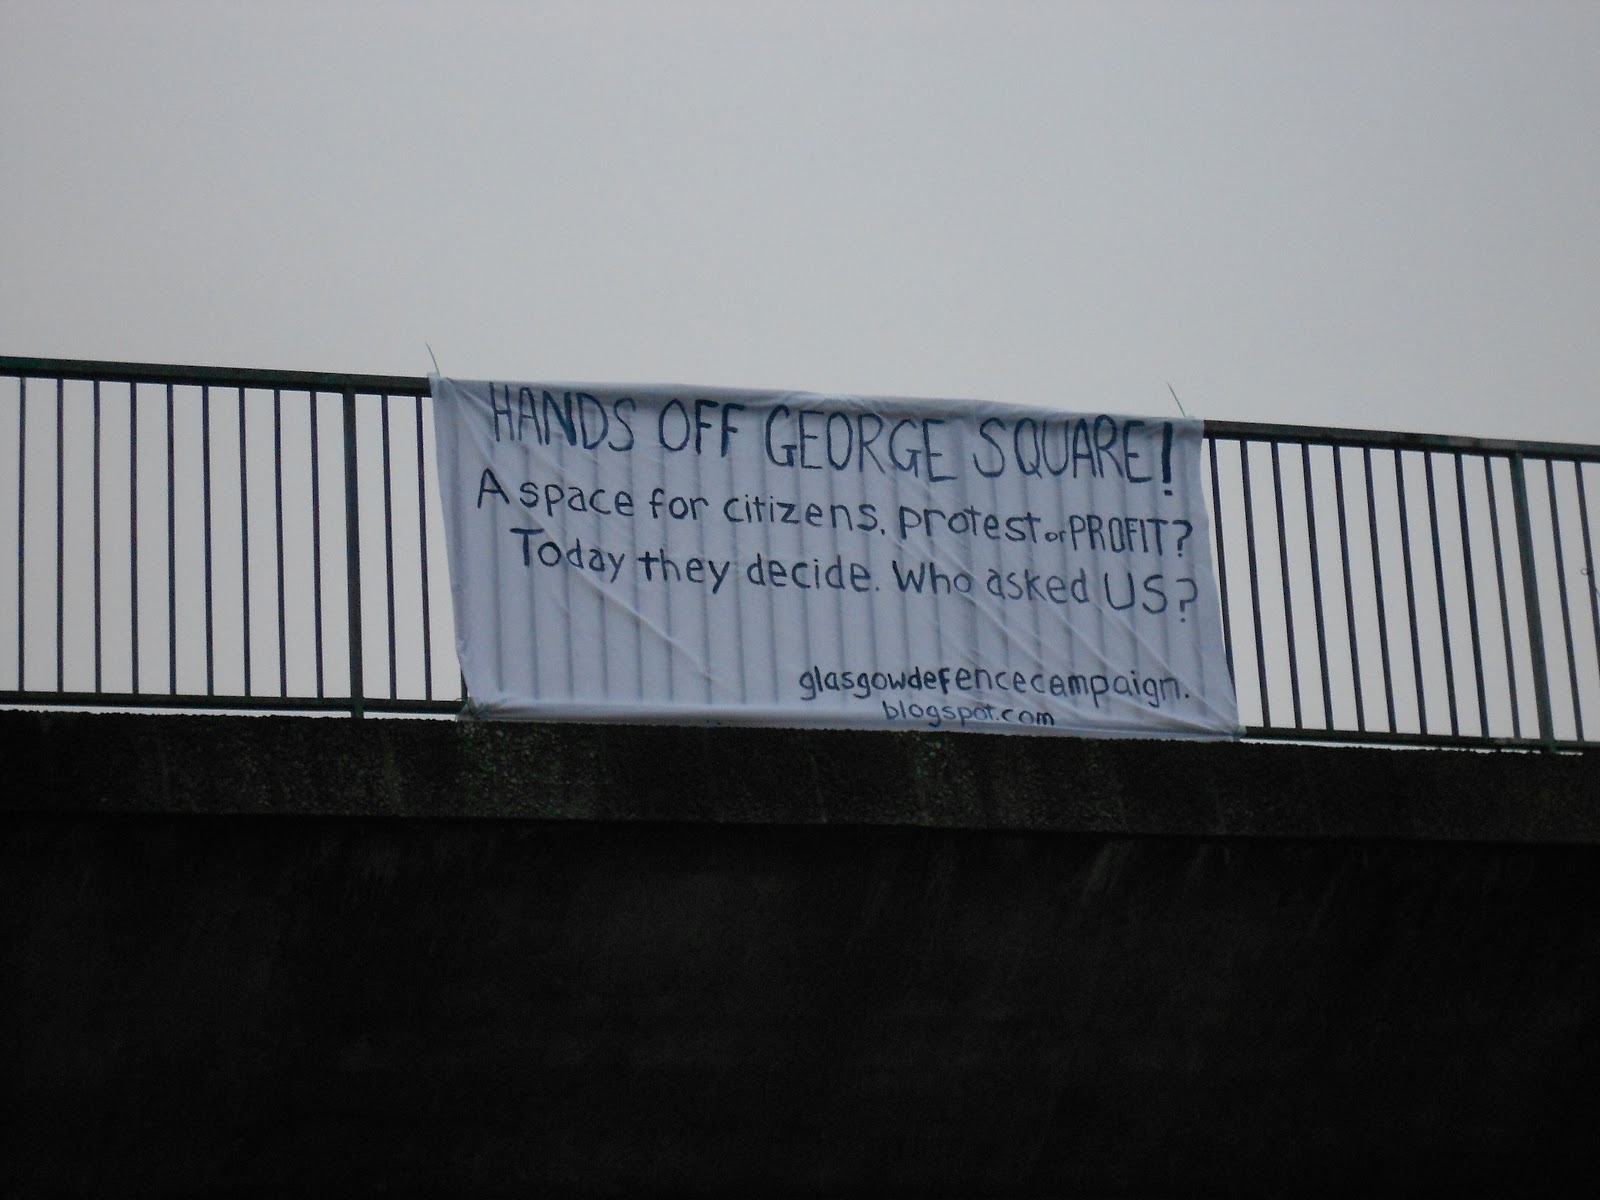 HANDS OFF GEORGE SQUARE!
A space for citizens, protest or PROFIT?
Today they decide. Who asked US?
glasgowdefencecampaign.
blogspot.com